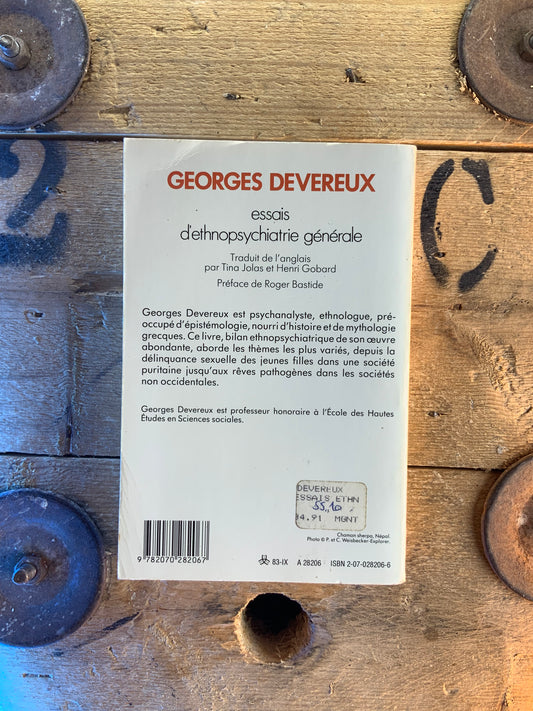 2
C
GEORGES DEVEREUX
essais
d'ethnopsychiatrie générale
Traduit de l'anglais
par Tina Jolas et Henri Gobard
Préface de Roger Bastide
Georges Devereux est psychanalyste, ethnologue, pré-
occupé d'épistémologie, nourri d'histoire et de mythologie
grecques. Ce livre, bilan ethnopsychiatrique de son œuvre
abondante, aborde les thèmes les plus variés, depuis la
délinquance sexuelle des jeunes filles dans une société
puritaine jusqu'aux rêves pathogènes dans les sociétés
non occidentales.
Georges Devereux est professeur honoraire à l'École des Hautes
Études en Sciences sociales.
DEVEREUX
ESSAIS ETHN
55,10
04.91 MGNT
Chaman sherpa, Népal.
Photo © P. et C. Weisbecker-Explorer.
9 782070 282067
83-IX A 28206 ISBN 2-07-028206-6